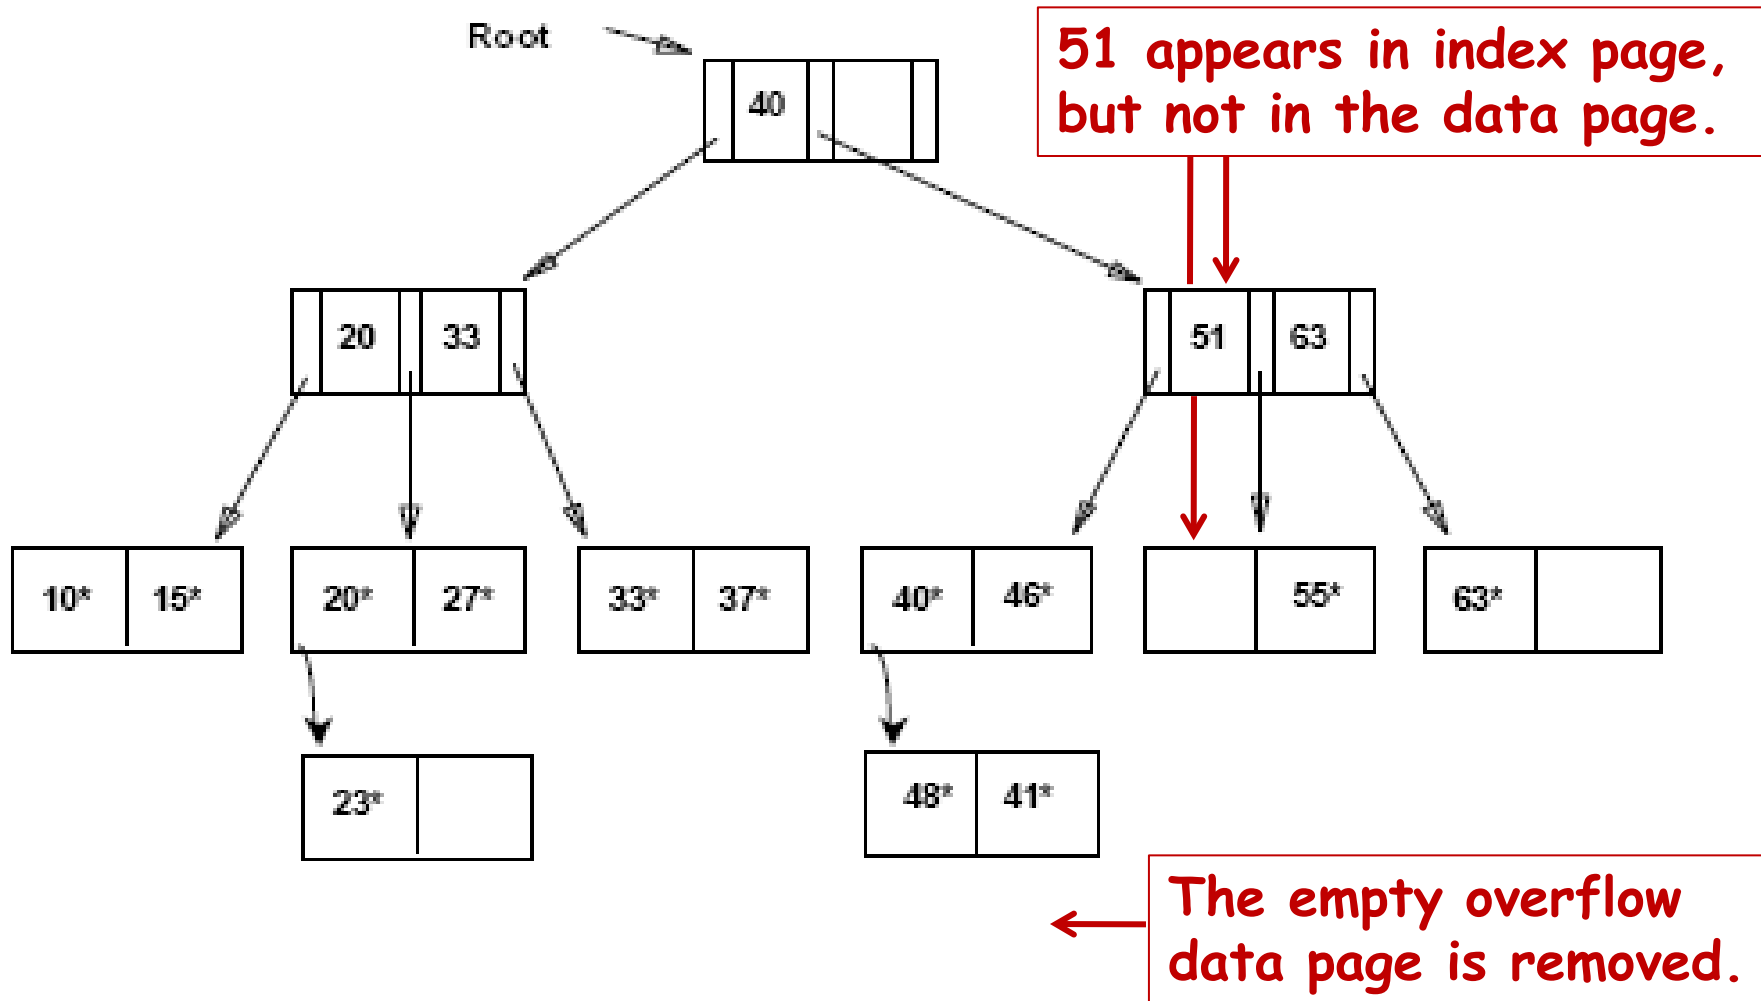 Root
51 appears in index page,
but not in the data page.
40
20 33
51 63
10* 15*
20* 27*
33* 37*
40* 46*
55*
63*
23*
48* 41*
The empty overflow
data page is removed.